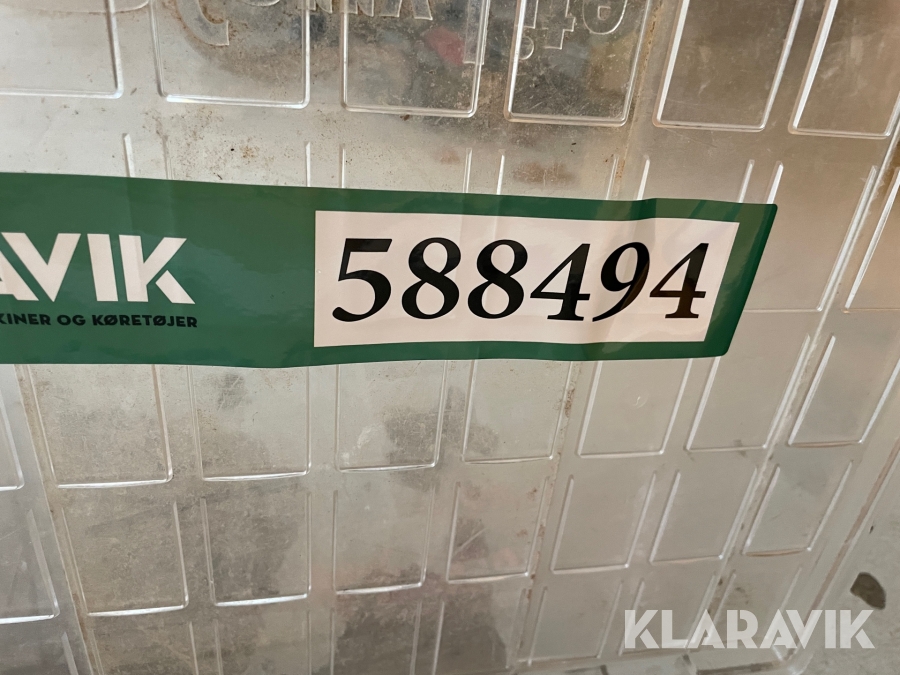 AVIK
KINER OG KØRETØJER
588494
KLARAVIK